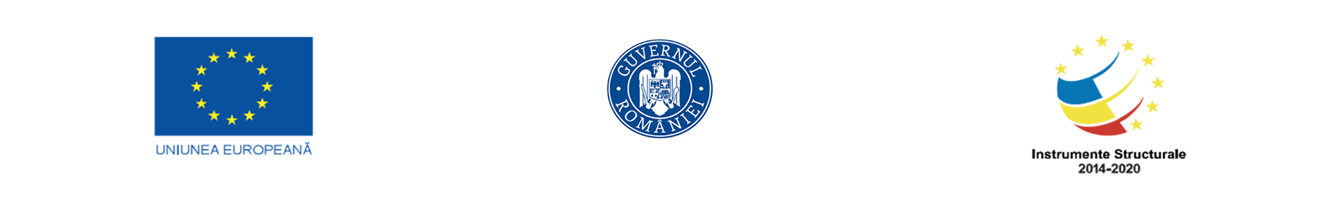 UNIUNEA EUROPEANĂ
GUVERNUL
ROMÂNIEI
Instrumente Structurale
2014-2020